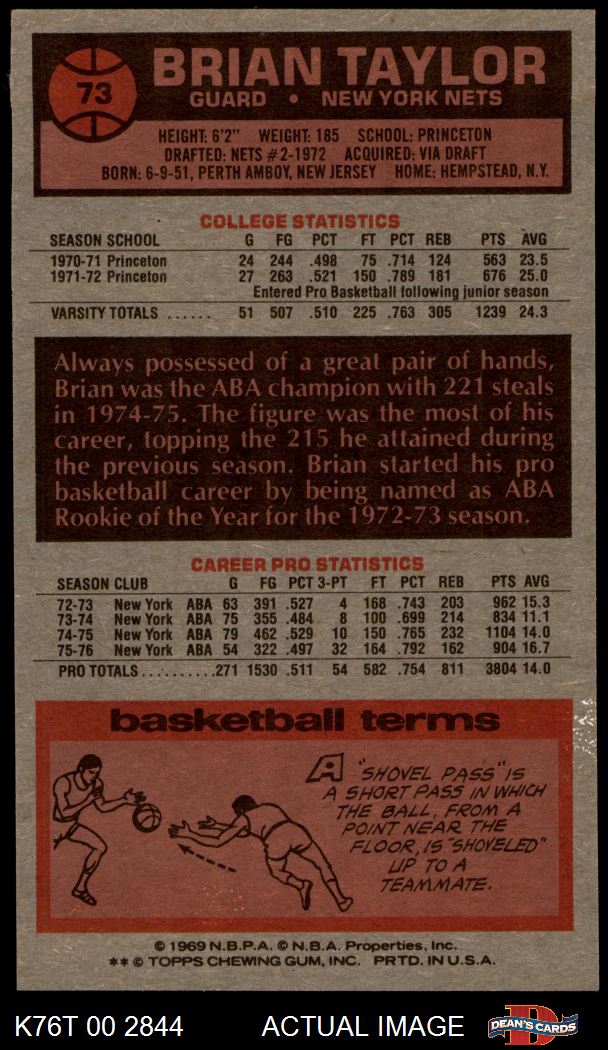 73
BRIAN TAYLOR
GUARD • NEW YORK NETS
HEIGHT: 6'2" WEIGHT: 185 SCHOOL: PRINCETON
DRAFTED: NETS #2-1972 ACQUIRED: VIA DRAFT
BORN: 6-9-51, PERTH AMBOY, NEW JERSEY HOME: HEMPSTEAD, N.Y.
COLLEGE STATISTICS
SEASON SCHOOL G FG PCT FT PCT REB PTS AVG
1970-71 Princeton 24 244 .498 75 .714 124 563 23.5
1971-72 Princeton 27 263 .521 150 .789 181 676 25.0
Entered Pro Basketball following junior season
VARSITY TOTALS ...... 51 507 .510 225 .763 305 1239 24.3
Always possessed of a great pair of hands,
Brian was the ABA champion with 221 steals
in 1974-75. The figure was the most of his
career, topping the 215 he attained during
the previous season. Brian started his pro
basketball career by being named as ABA
Rookie of the Year for the 1972-73 season.
CAREER PRO STATISTICS
SEASON CLUB G FG PCT 3-PT FT PCT REB PTS AVG
72-73 New York ABA 63 391 .527 4 168 .743 203 962 15.3
73-74 New York ABA 75 355 .484 8 100 .699 214 834 11.1
74-75 New York ABA 79 462 .529 10 150 .765 232 1104 14.0
75-76 New York ABA 54 322 .497 32 164 .792 162 904 16.7
PRO TOTALS..........271 1530 .511 54 582 .754 811 3804 14.0
basketball terms
A "SHOVEL PASS" IS
A SHORT PASS IN WHICH
THE BALL, FROM A
POINT NEAR THE
FLOOR, IS "SHOVELED"
UP TO A
TEAMMATE.
© 1969 N.B.P.A. © N.B.A. Properties, Inc.
** © TOPPS CHEWING GUM, INC. PRTD. IN U.S.A.
K76T 00 2844 ACTUAL IMAGE D DEAN'S CARDS